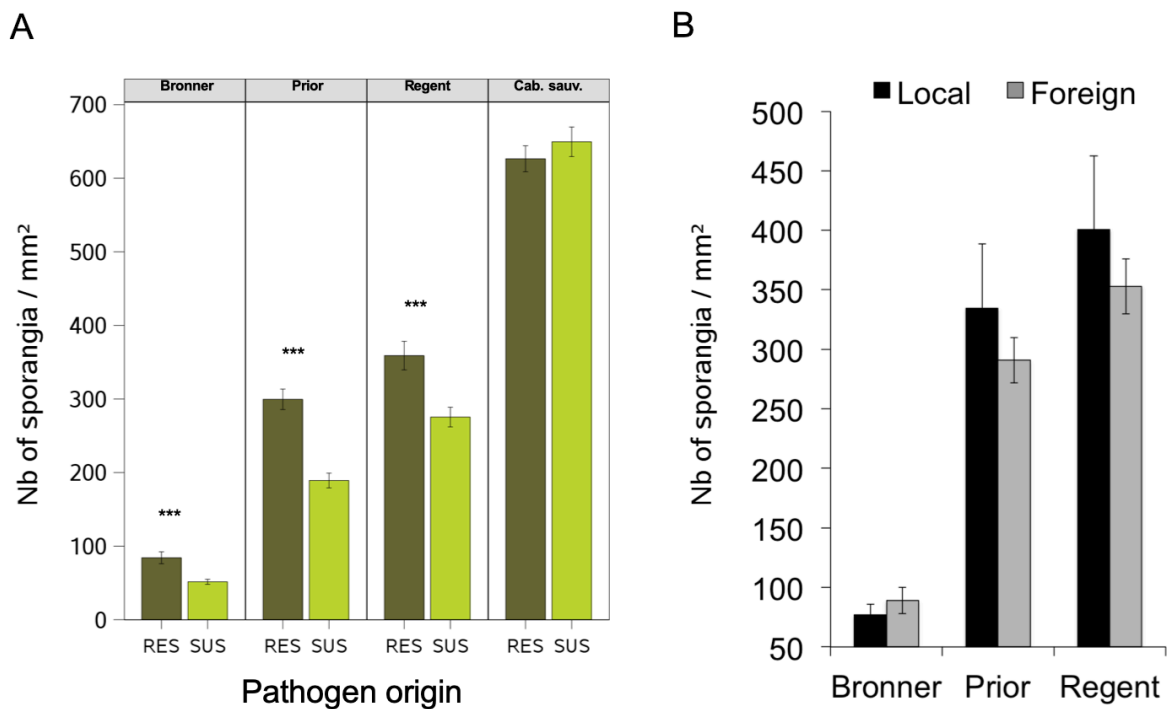 A
Bronner Prior Regent Cab. sauv.
700
600
500
400
300
200
100
0
Nb of sporangia / mm²
***
***
***
RES SUS RES SUS RES SUS RES SUS
Pathogen origin
B
Local Foreign
500
450
400
350
300
250
200
150
100
50
Nb of sporangia / mm²
Bronner Prior Regent